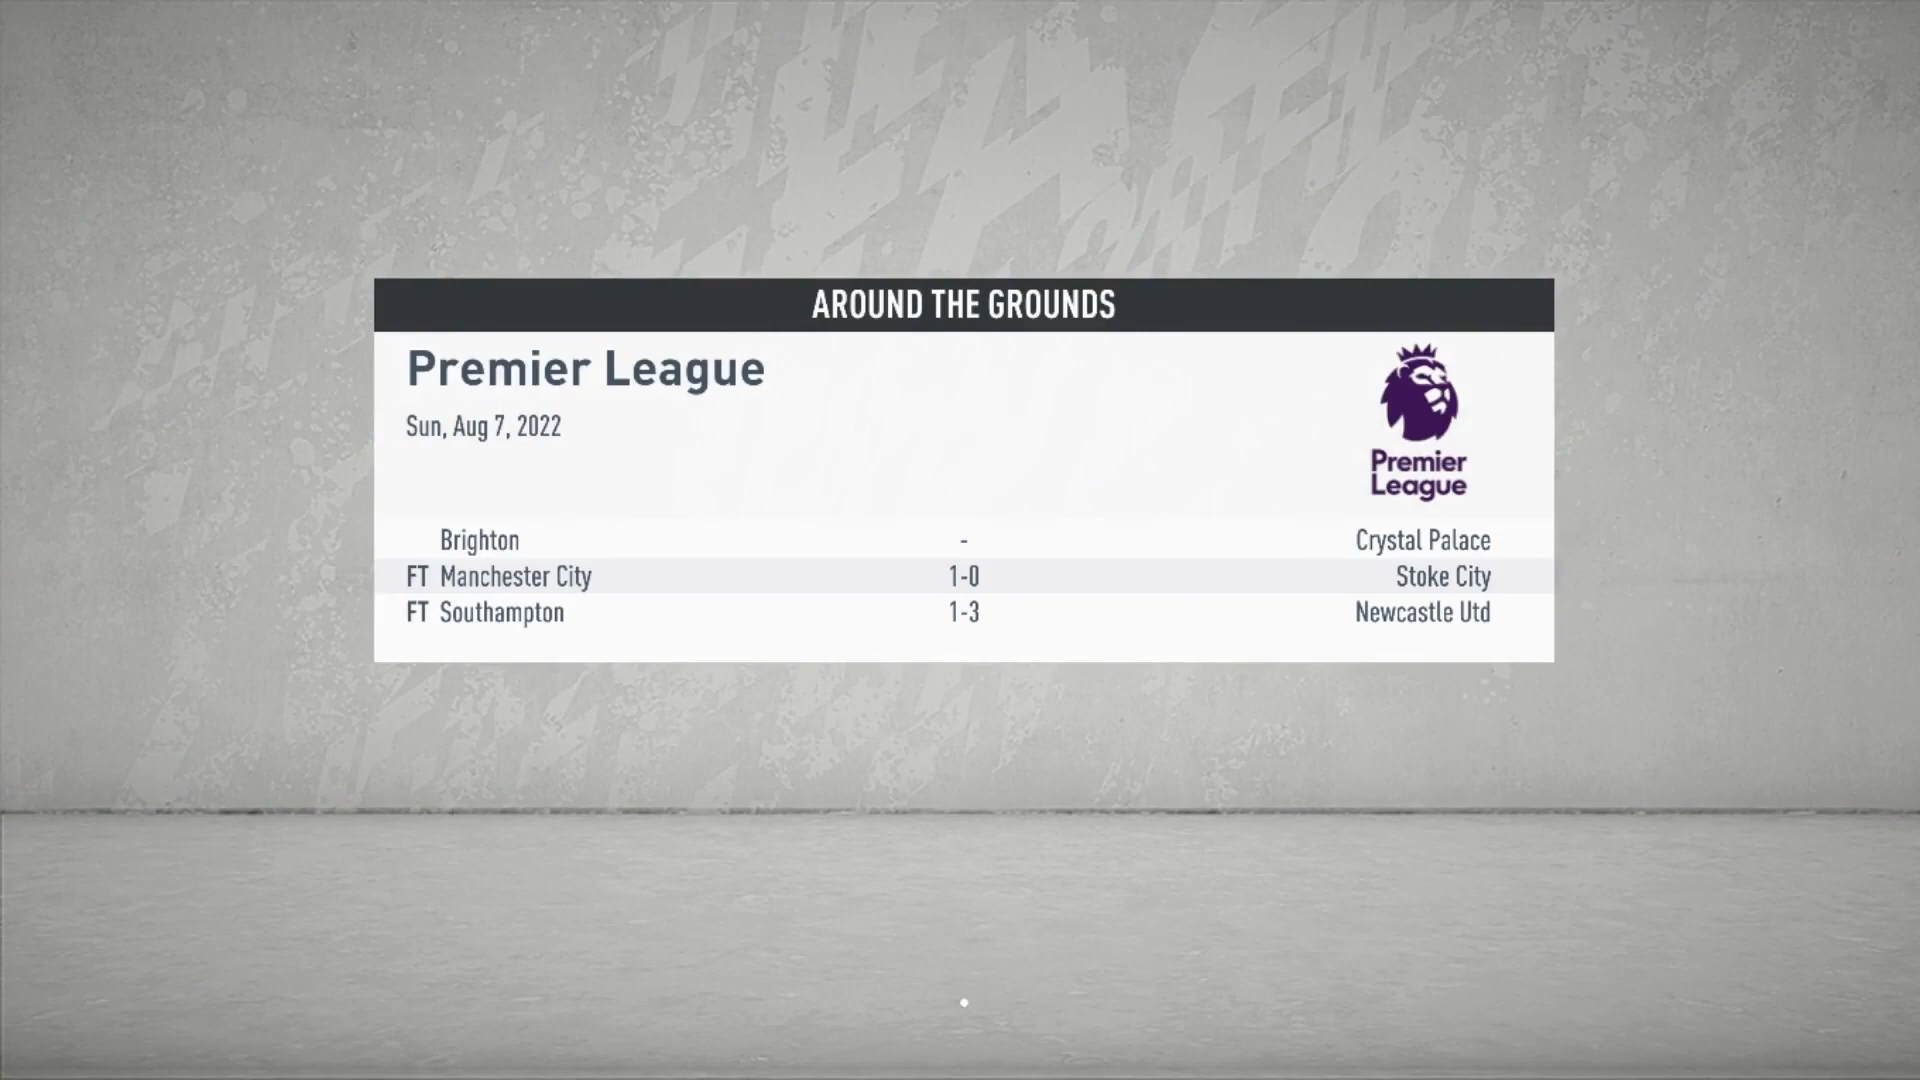 AROUND THE GROUNDS
Premier League
Sun, Aug 7, 2022
Premier
League
Brighton - Crystal Palace
FT Manchester City 1-0 Stoke City
FT Southampton 1-3 Newcastle Utd